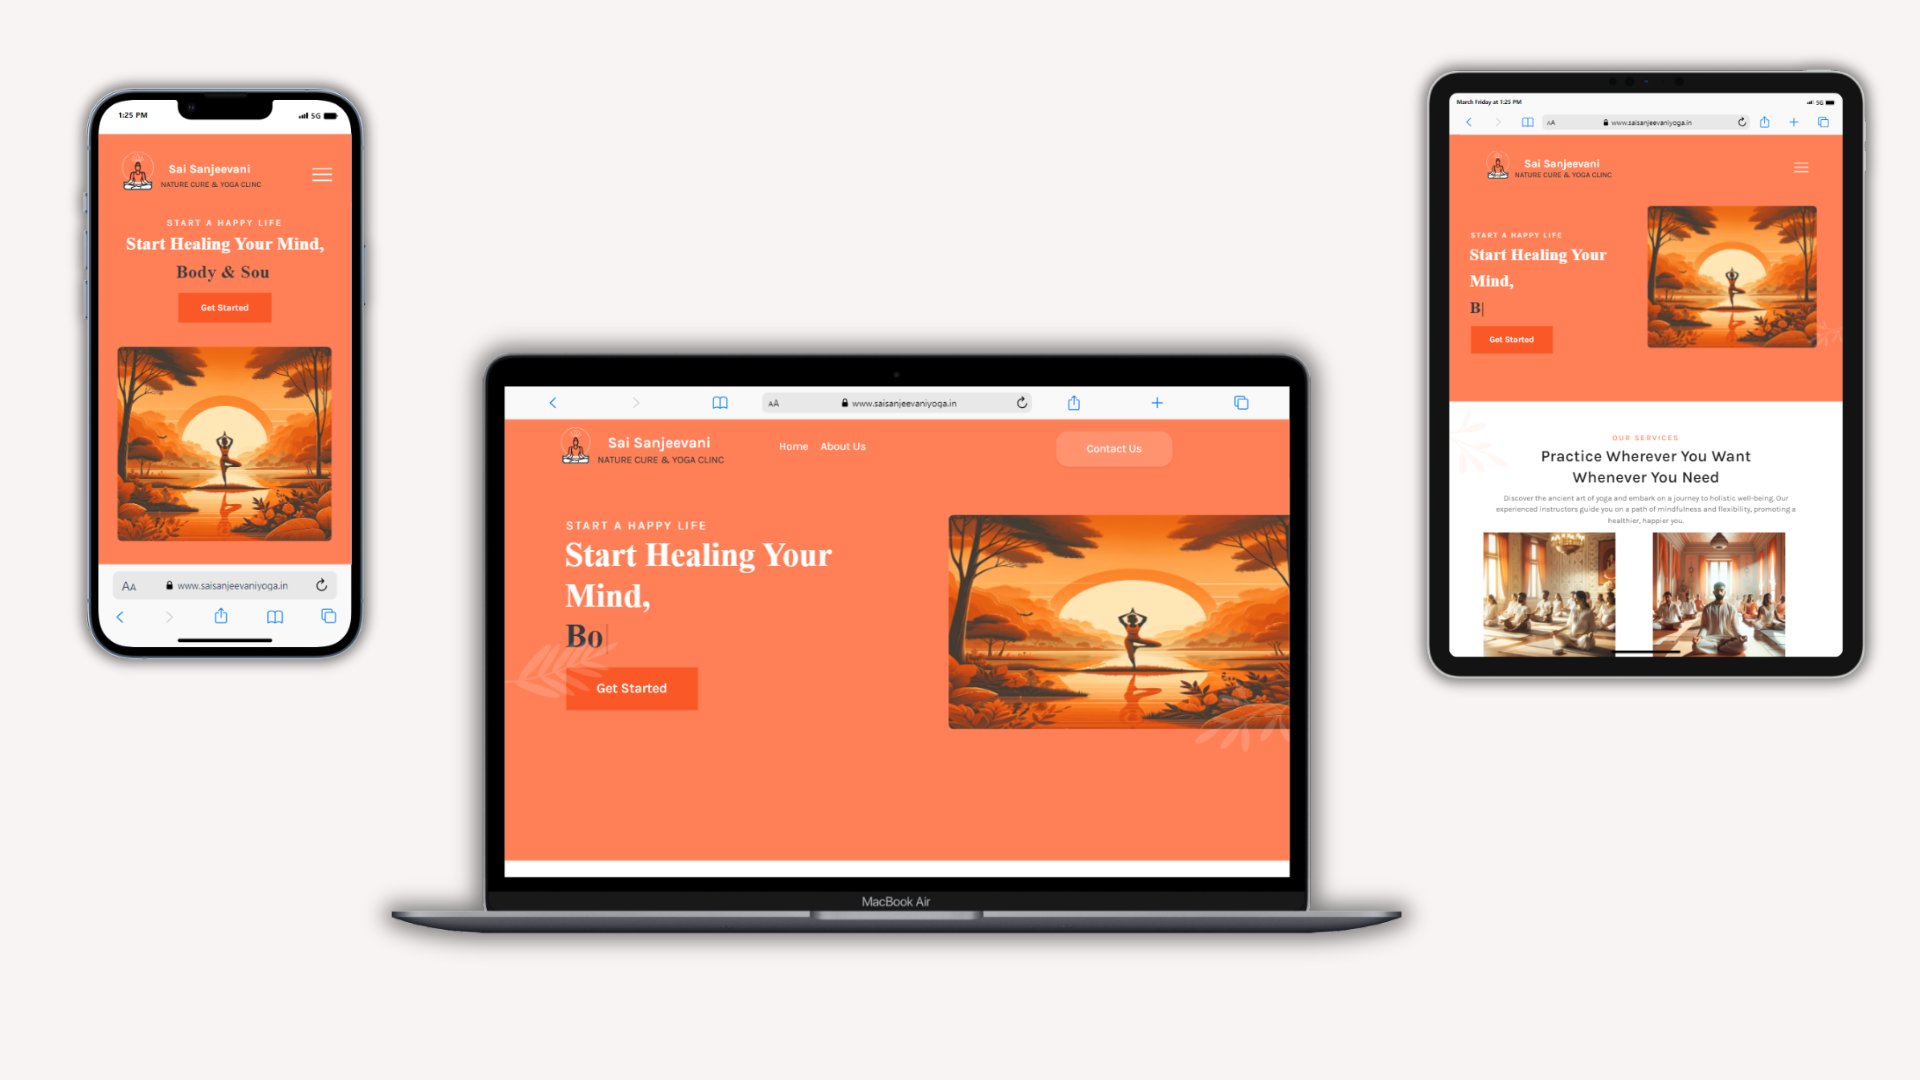 1:25 PM
5G
Sai Sanjeevani
NATURE CURE & YOGA CLINC
START A HAPPY LIFE
Start Healing Your Mind,
Body & Sou
Get Started
AA
www.saisanjeevaniyoga.in
AA
www.saisanjeevaniyoga.in
Sai Sanjeevani
NATURE CURE & YOGA CLINC
Home About Us
Contact Us
START A HAPPY LIFE
Start Healing Your
Mind,
Bo
Get Started
MacBook Air
March Friday at 1:25 PM
5G
AA
www.saisanjeevaniyoga.in
Sai Sanjeevani
NATURE CURE & YOGA CLINC
START A HAPPY LIFE
Start Healing Your
Mind,
B
Get Started
OUR SERVICES
Practice Wherever You Want
Whenever You Need
Discover the ancient art of yoga and embark on a journey to holistic well-being. Our
experienced instructors guide you on a path of mindfulness and flexibility, promoting a
healthier, happier you.